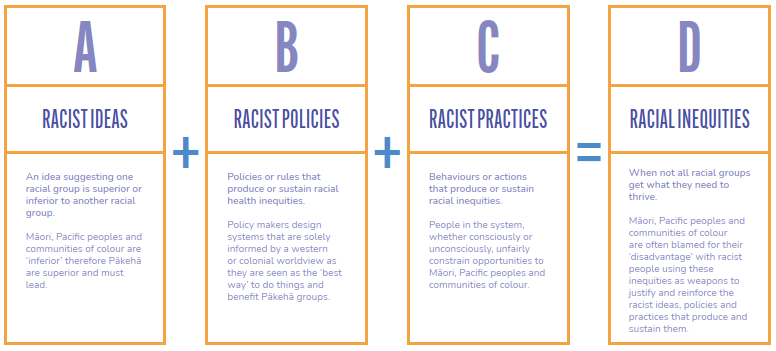 A
RACIST IDEAS
An idea suggesting one
racial group is superior or
inferior to another racial
group.
Māori, Pacific peoples and
communities of colour are
‘inferior’ therefore Pākehā
are superior and must
lead.
+
B
RACIST POLICIES
Policies or rules that
produce or sustain racial
health inequities.
Policy makers design
systems that are solely
informed by a western
or colonial worldview as
they are seen as the ‘best
way’ to do things and
benefit Pākehā groups.
+
C
RACIST PRACTICES
Behaviours or actions
that produce or sustain
racial inequities.
People in the system,
whether consciously or
unconsciously, unfairly
constrain opportunities to
Māori, Pacific peoples and
communities of colour.
=
D
RACIAL INEQUITIES
When not all racial groups
get what they need to
thrive.
Māori, Pacific peoples and
communities of colour
are often blamed for their
‘disadvantage’ with racist
people using these
inequities as weapons to
justify and reinforce the
racist ideas, policies and
practices that produce and
sustain them.